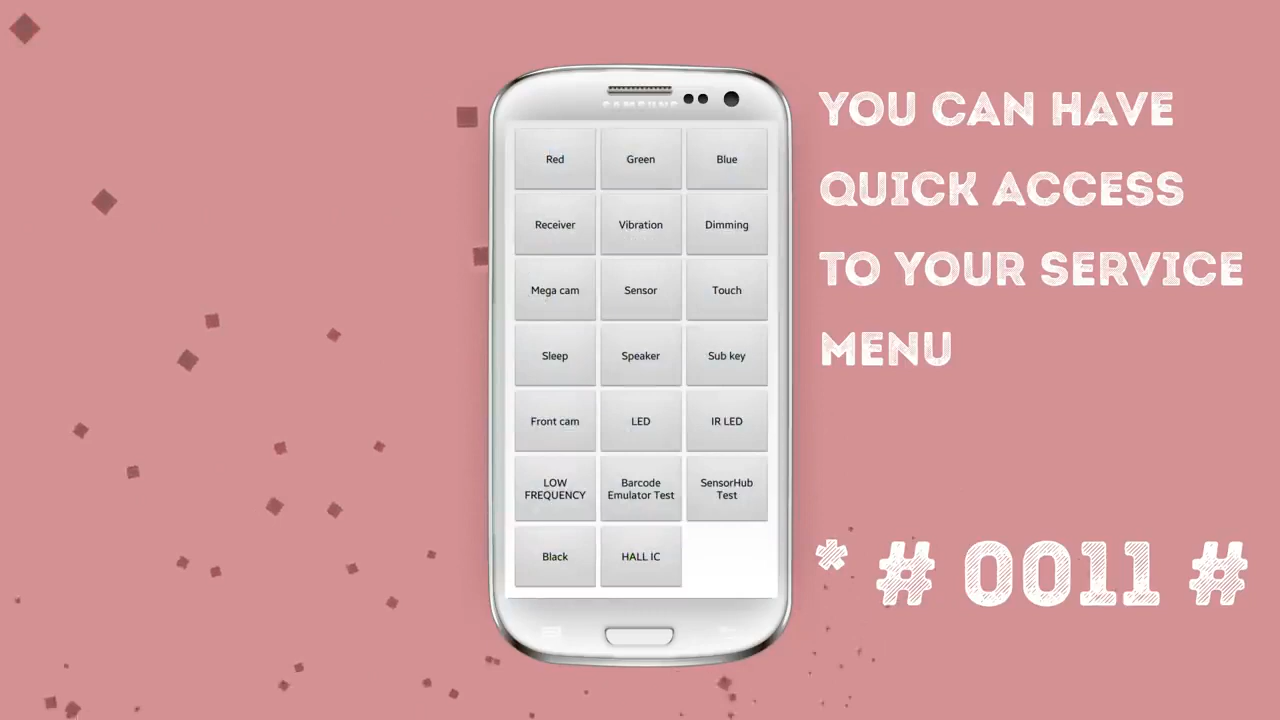 SAMSUNG
Red Green Blue
Receiver Vibration Dimming
Mega cam Sensor Touch
Sleep Speaker Sub key
Front cam LED IR LED
LOW FREQUENCY Barcode Emulator Test SensorHub Test
Black HALL IC
YOU CAN HAVE
QUICK ACCESS
TO YOUR SERVICE
MENU
* # 0011 #